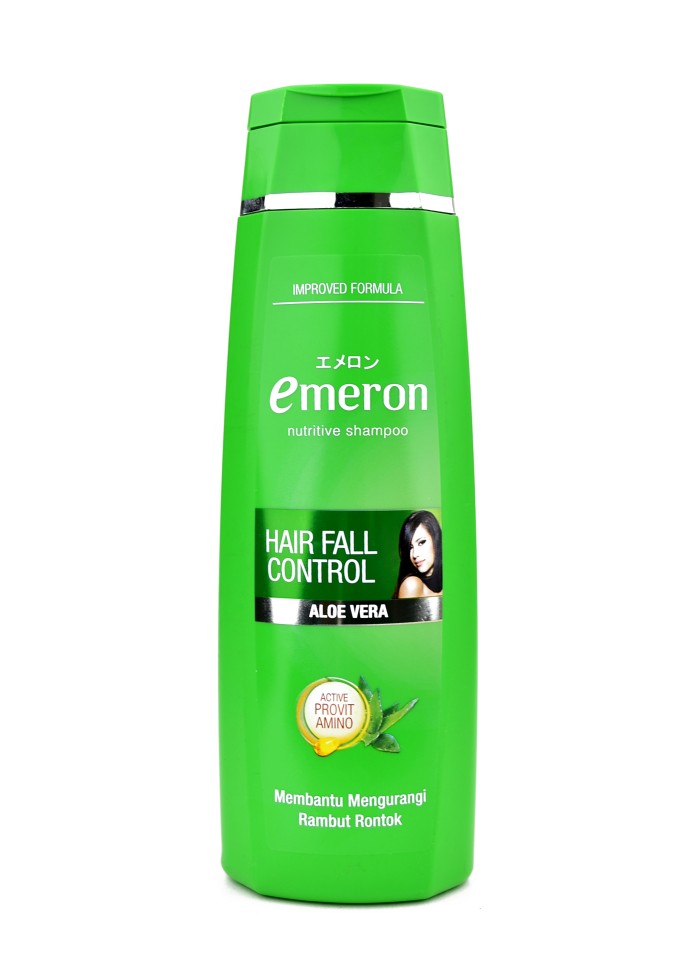 IMPROVED FORMULA
エメロン
emeron
nutritive shampoo
HAIR FALL
CONTROL
ALOE VERA
ACTIVE
PROVIT
AMINO
Membantu Mengurangi
Rambut Rontok